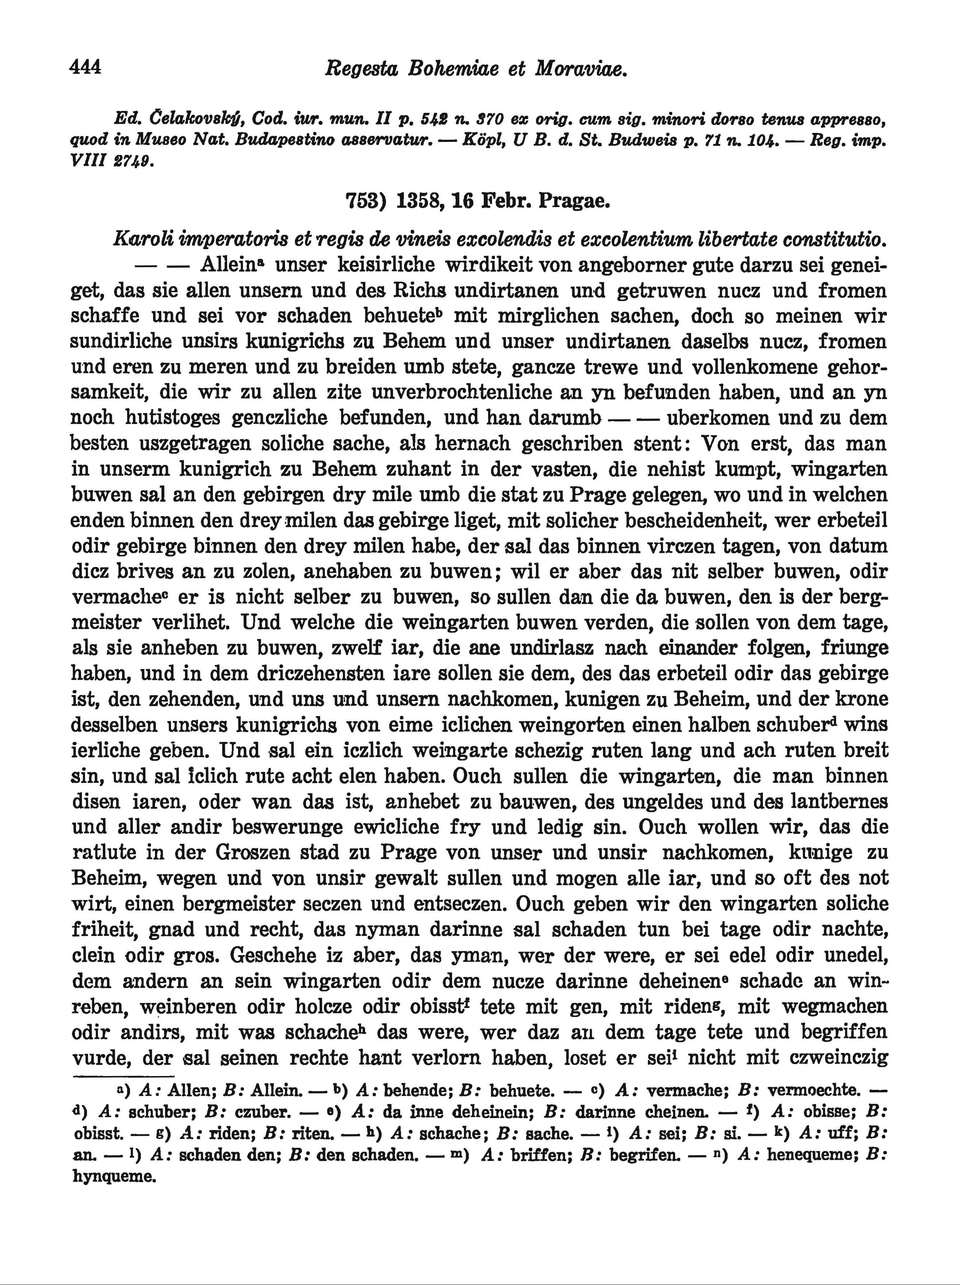 444 Regesta Bohemiae et Moraviae.
Ed. Čelakovský, Cod. iur. mun. II p. 542 n. 370 ex orig. cum sig. minori dorso tenus appresso,
quod in Museo Nat. Budapestino asservatur. — Köpl, U B. d. St. Budweis p. 71 n. 104. — Reg. imp.
VIII 2749.
753) 1358, 16 Febr. Pragae.
Karoli imperatoris et regis de vineis excolendis et excolentium libertate constitutio.
— — Alleinᵃ unser keisirliche wirdikeit von angeborner gute darzu sei genei-
get, das sie allen unsern und des Richs undirtanen und getruwen nucz und fromen
schaffe und sei vor schaden behueteᵇ mit mirglichen sachen, doch so meinen wir
sundirliche unsirs kunigrichs zu Behem und unser undirtanen daselbs nucz, fromen
und eren zu meren und zu breiden umb stete, gancze trewe und vollenkomene gehor-
samkeit, die wir zu allen zite unverbrochtenliche an yn befunden haben, und an yn
noch hutistoges genczliche befunden, und han darumb — — uberkomen und zu dem
besten uszgetragen soliche sache, als hernach geschriben stent: Von erst, das man
in unserm kunigrich zu Behem zuhant in der vasten, die nehist kumpt, wingarten
buwen sal an den gebirgen dry mile umb die stat zu Prage gelegen, wo und in welchen
enden binnen den drey milen das gebirge liget, mit solicher bescheidenheit, wer erbeteil
odir gebirge binnen den drey milen habe, der sal das binnen virczen tagen, von datum
dicz brives an zu zolen, anehaben zu buwen; wil er aber das nit selber buwen, odir
vermacheᶜ er is nicht selber zu buwen, so sullen dan die da buwen, den is der berg-
meister verlihet. Und welche die weingarten buwen verden, die sollen von dem tage,
als sie anheben zu buwen, zwelf iar, die ane undirlasz nach einander folgen, friunge
haben, und in dem driczehensten iare sollen sie dem, des das erbeteil odir das gebirge
ist, den zehenden, und uns und unsern nachkomen, kunigen zu Beheim, und der krone
desselben unsers kunigrichs von eime iclichen weingorten einen halben schuberᵈ wins
ierliche geben. Und sal ein iczlich weingarte schezig ruten lang und ach ruten breit
sin, und sal iclich rute acht elen haben. Ouch sullen die wingarten, die man binnen
disen iaren, oder wan das ist, anhebet zu bauwen, des ungeldes und des lantbernes
und aller andir beswerunge ewicliche fry und ledig sin. Ouch wollen wir, das die
ratlute in der Groszen stad zu Prage von unser und unsir nachkomen, kunige zu
Beheim, wegen und von unsir gewalt sullen und mogen alle iar, und so oft des not
wirt, einen bergmeister seczen und entseczen. Ouch geben wir den wingarten soliche
friheit, gnad und recht, das nyman darinne sal schaden tun bei tage odir nachte,
clein odir gros. Geschehe iz aber, das yman, wer der were, er sei edel odir unedel,
dem andern an sein wingarten odir dem nucze darinne deheinenᵉ schade an win-
reben, weinberen odir holcze odir obisstᶠ tete mit gen, mit ridenᵍ, mit wegmachen
odir andirs, mit was schacheʰ das were, wer daz an dem tage tete und begriffen
vurde, der sal seinen rechte hant verlorn haben, loset er seiⁱ nicht mit czweinczig
ᵃ) A: Allen; B: Allein. — ᵇ) A: behende; B: behuete. — ᶜ) A: vermache; B: vermoechte. —
ᵈ) A: schuber; B: czuber. — ᵉ) A: da inne deheinein; B: darinne cheinen. — ᶠ) A: obisse; B:
obisst. — ᵍ) A: riden; B: riten. — ʰ) A: schache; B: sache. — ⁱ) A: sei; B: si. — ᵏ) A: uff; B:
an. — ˡ) A: schaden den; B: den schaden. — ᵐ) A: briffen; B: begrifen. — ⁿ) A: henequeme; B:
hynqueme.